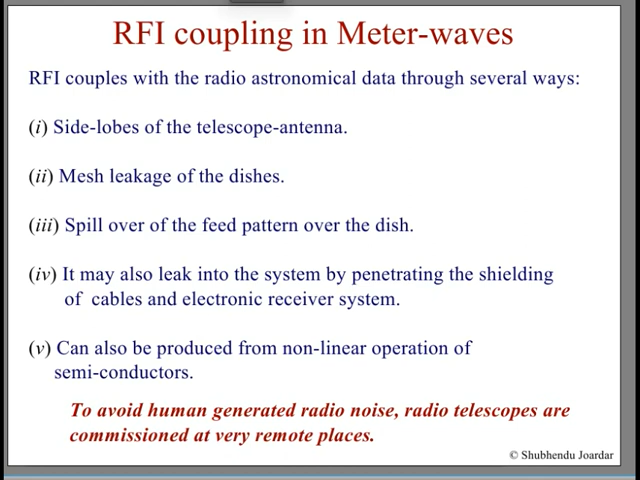 RFI coupling in Meter-waves
RFI couples with the radio astronomical data through several ways:
(i) Side-lobes of the telescope-antenna.
(ii) Mesh leakage of the dishes.
(iii) Spill over of the feed pattern over the dish.
(iv) It may also leak into the system by penetrating the shielding
of cables and electronic receiver system.
(v) Can also be produced from non-linear operation of
semi-conductors.
To avoid human generated radio noise, radio telescopes are
commissioned at very remote places.
© Shubhendu Joardar